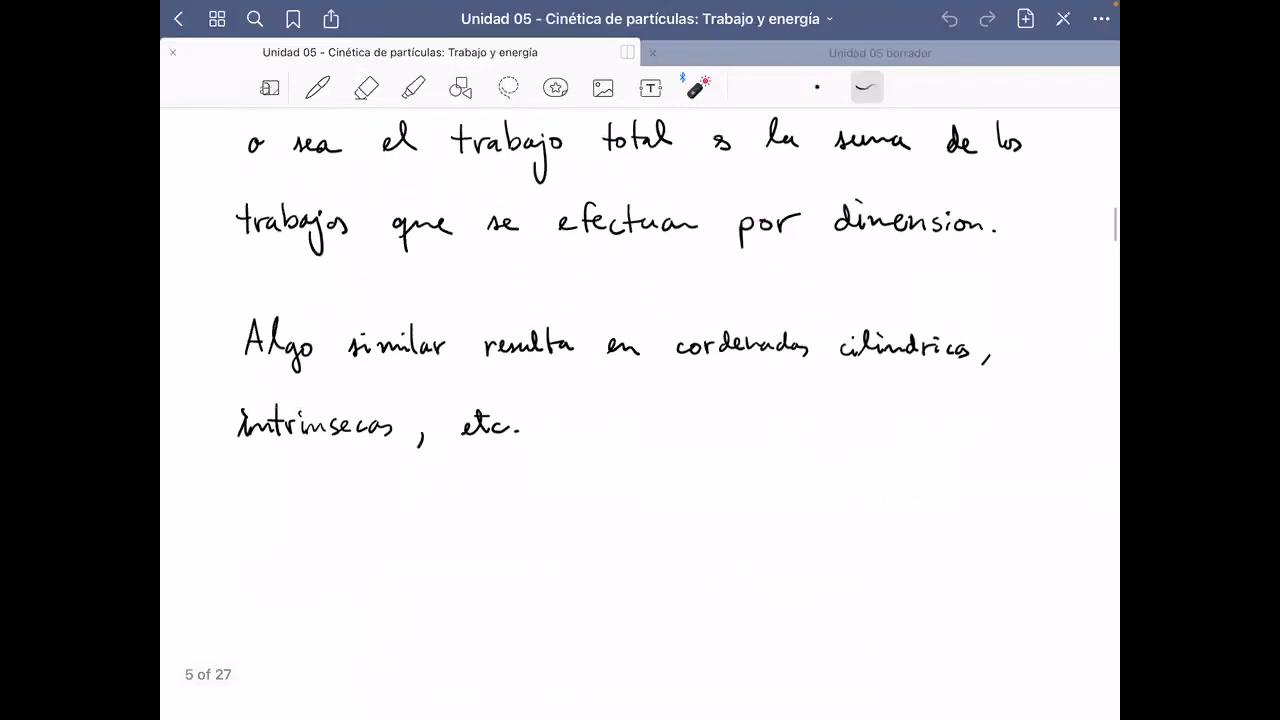 Unidad 05 - Cinética de partículas: Trabajo y energía
Unidad 05 - Cinética de partículas: Trabajo y energía
Unidad 05 borrador
o sea el trabajo total es la suma de los
trabajos que se efectuan por dimension.
Algo similar resulta en cordenadas cilindricas,
intrinsecas, etc.
5 of 27